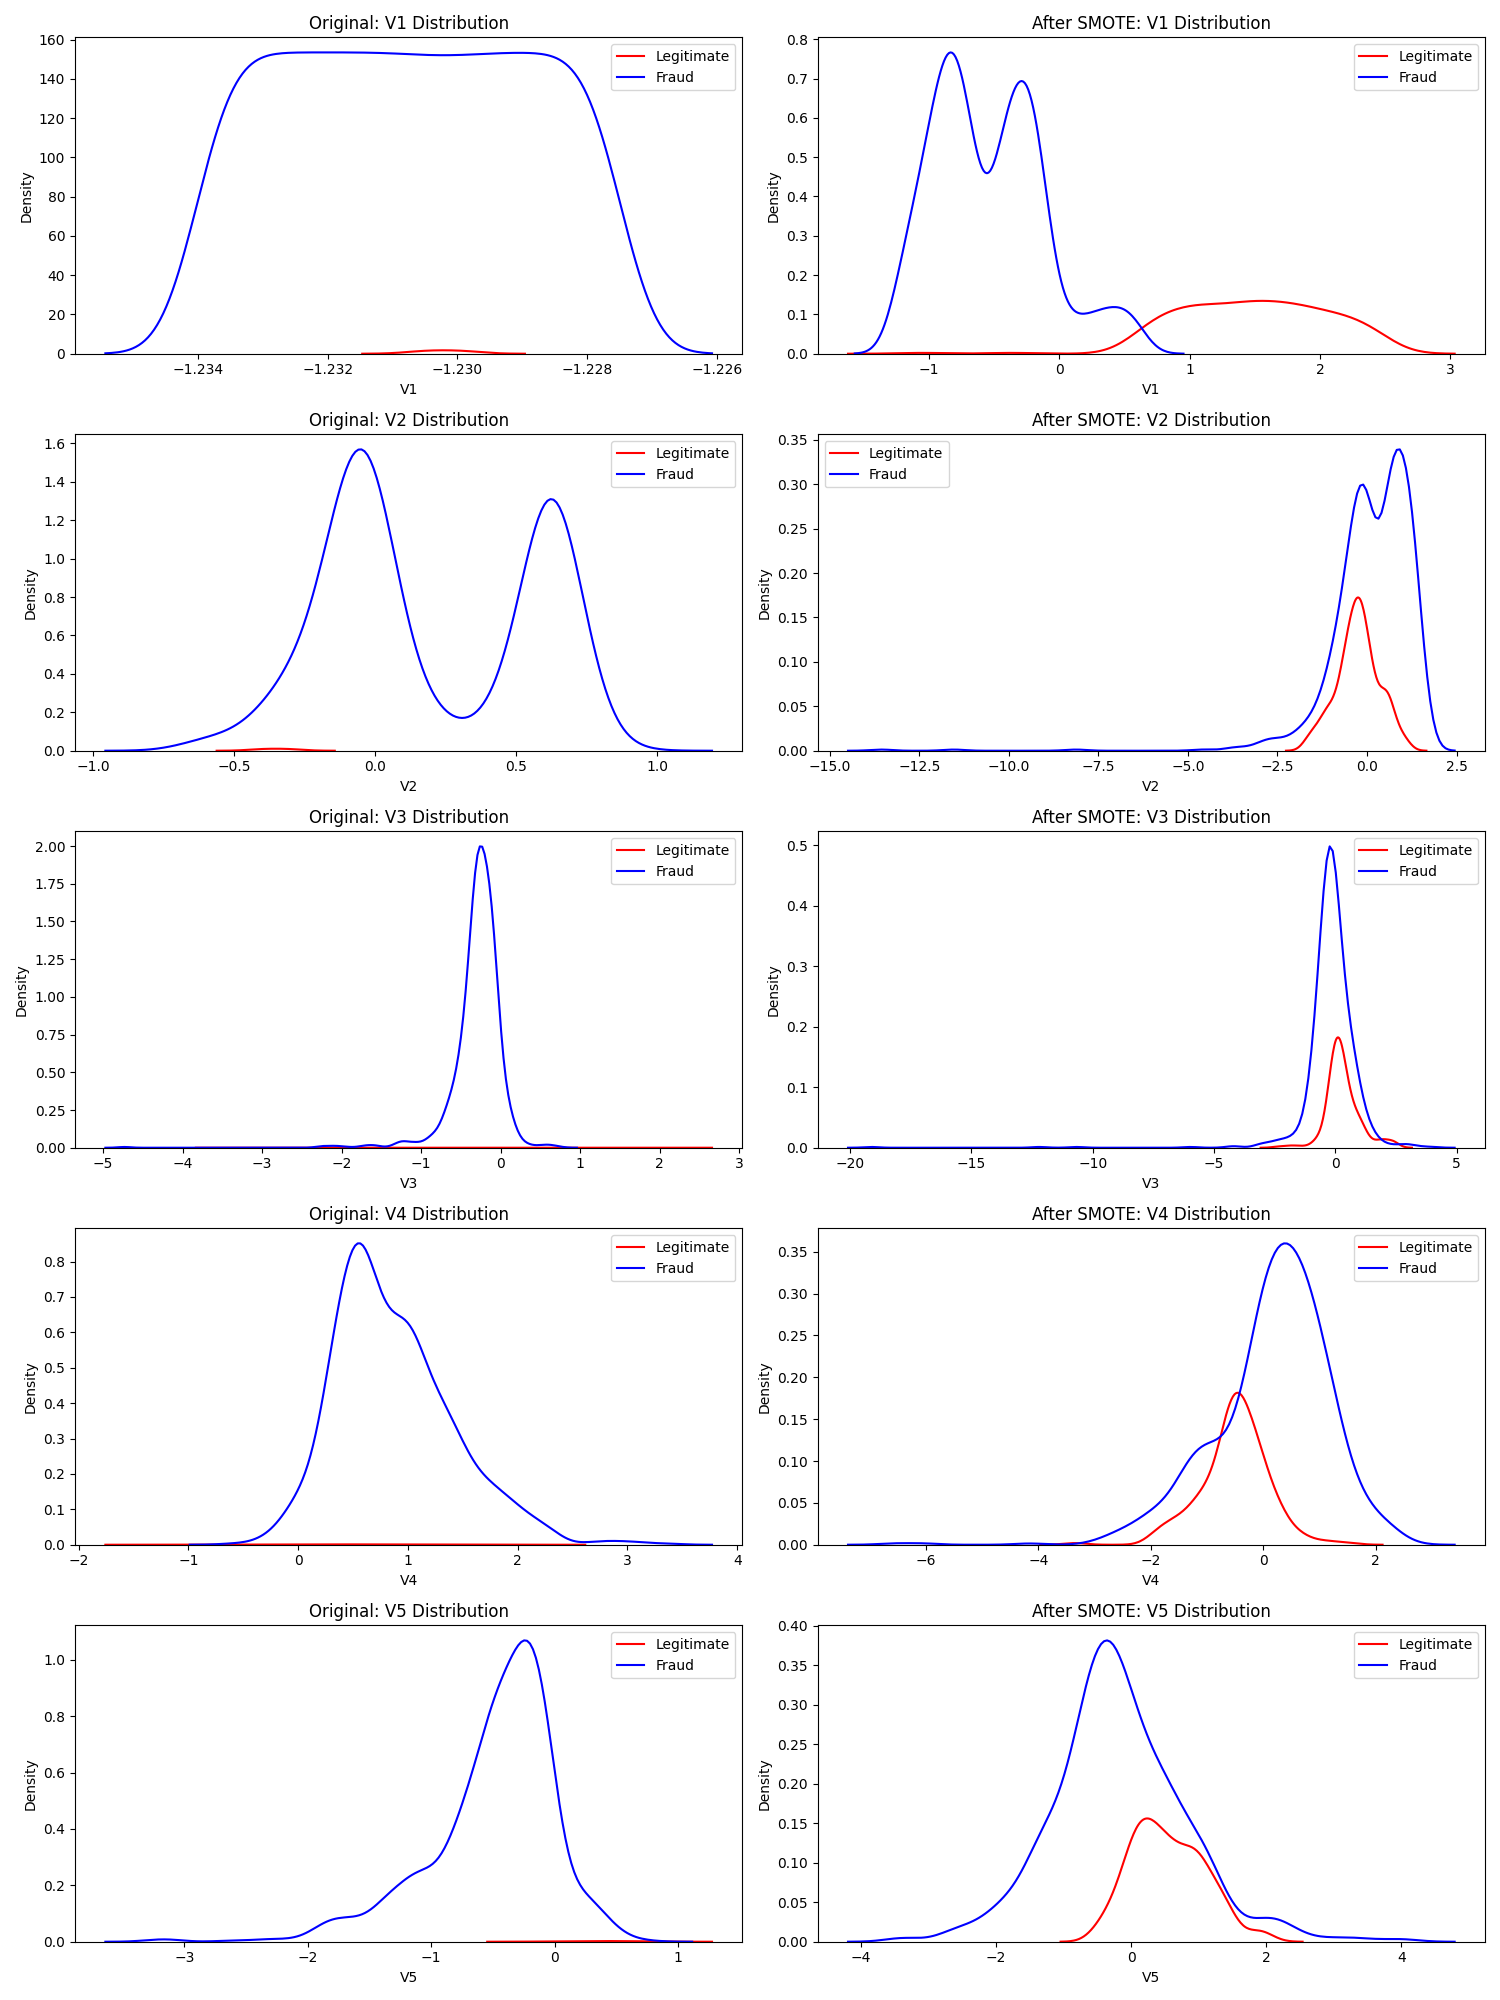 Original: V1 Distribution
Density
160
140
120
100
80
60
40
20
0
Legitimate
Fraud
−1.234
−1.232
−1.230
−1.228
−1.226
V1
After SMOTE: V1 Distribution
Density
0.8
0.7
0.6
0.5
0.4
0.3
0.2
0.1
0.0
Legitimate
Fraud
−1
0
1
2
3
V1
Original: V2 Distribution
Density
1.6
1.4
1.2
1.0
0.8
0.6
0.4
0.2
0.0
Legitimate
Fraud
−1.0
−0.5
0.0
0.5
1.0
V2
After SMOTE: V2 Distribution
Density
0.35
0.30
0.25
0.20
0.15
0.10
0.05
0.00
Legitimate
Fraud
−15.0
−12.5
−10.0
−7.5
−5.0
−2.5
0.0
2.5
V2
Original: V3 Distribution
Density
2.00
1.75
1.50
1.25
1.00
0.75
0.50
0.25
0.00
Legitimate
Fraud
−5
−4
−3
−2
−1
0
1
2
3
V3
After SMOTE: V3 Distribution
Density
0.5
0.4
0.3
0.2
0.1
0.0
Legitimate
Fraud
−20
−15
−10
−5
0
5
V3
Original: V4 Distribution
Density
0.8
0.7
0.6
0.5
0.4
0.3
0.2
0.1
0.0
Legitimate
Fraud
−2
−1
0
1
2
3
4
V4
After SMOTE: V4 Distribution
Density
0.35
0.30
0.25
0.20
0.15
0.10
0.05
0.00
Legitimate
Fraud
−6
−4
−2
0
2
V4
Original: V5 Distribution
Density
1.0
0.8
0.6
0.4
0.2
0.0
Legitimate
Fraud
−3
−2
−1
0
1
V5
After SMOTE: V5 Distribution
Density
0.40
0.35
0.30
0.25
0.20
0.15
0.10
0.05
0.00
Legitimate
Fraud
−4
−2
0
2
4
V5